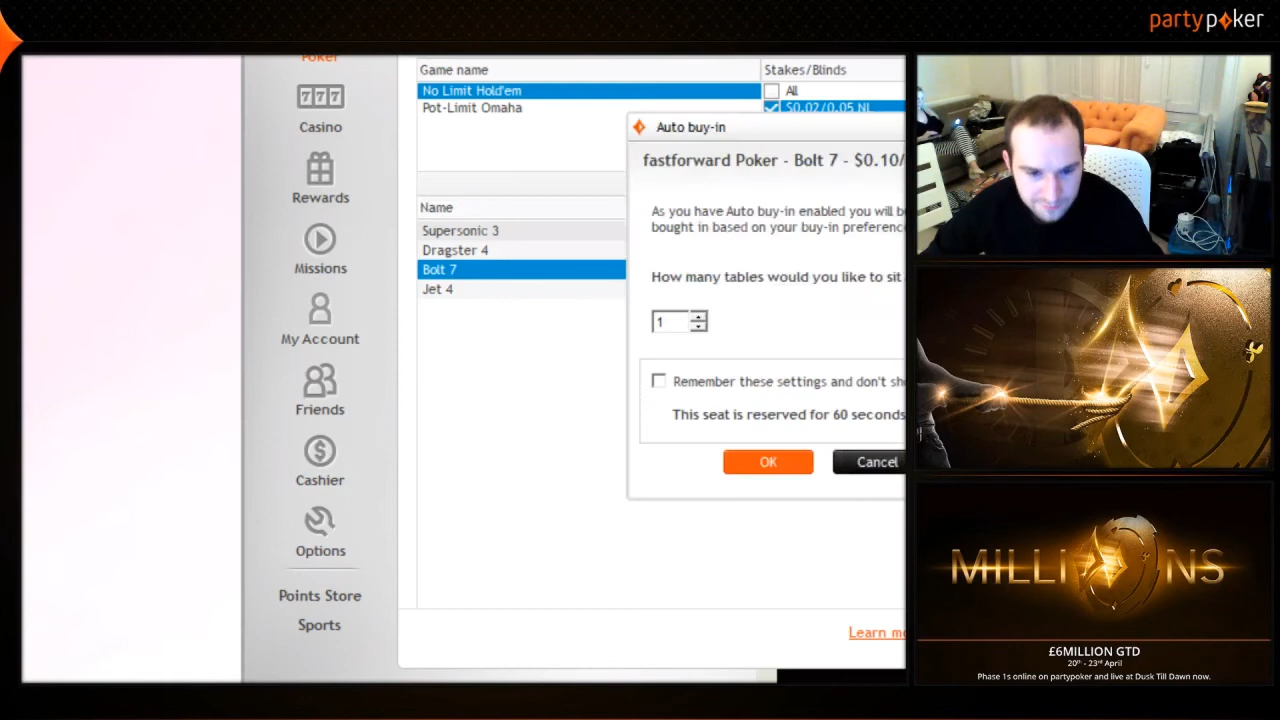 partypoker
Poker
Casino
Rewards
Missions
My Account
Friends
Cashier
Options
Points Store
Sports
Game name
Stakes/Blinds
No Limit Hold'em
All
Pot-Limit Omaha
$0.02/0.05 NL
Name
Supersonic 3
Dragster 4
Bolt 7
Jet 4
Auto buy-in
fastforward Poker - Bolt 7 - $0.10/
As you have Auto buy-in enabled you will b
bought in based on your buy-in preference
How many tables would you like to sit
1
Remember these settings and don't sh
This seat is reserved for 60 seconds
OK
Cancel
Learn mo
777
MILLIONS
£6MILLION GTD
20th - 23rd April
Phase 1s online on partypoker and live at Dusk Till Dawn now.